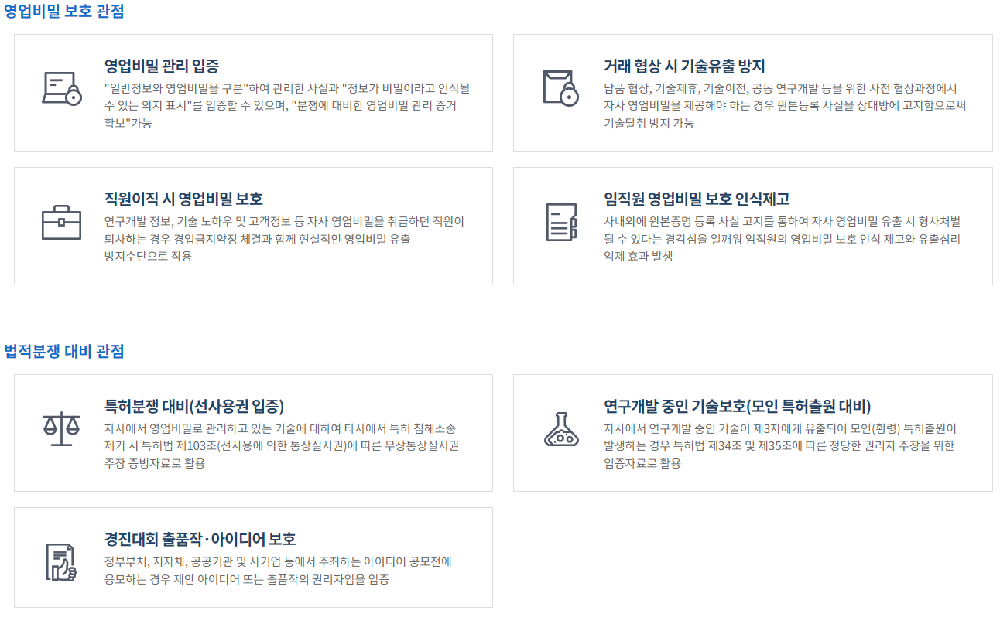 영업비밀 보호 관점
영업비밀 관리 입증
"일반정보와 영업비밀을 구분"하여 관리한 사실과 "정보가 비밀이라고 인식될
수 있는 의지 표시"를 입증할 수 있으며, "분쟁에 대비한 영업비밀 관리 증거
확보"가능
거래 협상 시 기술유출 방지
납품 협상, 기술제휴, 기술이전, 공동 연구개발 등을 위한 사전 협상과정에서
자사 영업비밀을 제공해야 하는 경우 원본등록 사실을 상대방에 고지함으로써
기술탈취 방지 가능
직원이직 시 영업비밀 보호
연구개발 정보, 기술 노하우 및 고객정보 등 자사 영업비밀을 취급하던 직원이
퇴사하는 경우 경업금지약정 체결과 함께 현실적인 영업비밀 유출
방지수단으로 작용
임직원 영업비밀 보호 인식제고
사내외에 원본증명 등록 사실 고지를 통하여 자사 영업비밀 유출 시 형사처벌
될 수 있다는 경각심을 일깨워 임직원의 영업비밀 보호 인식 제고와 유출심리
억제 효과 발생
법적분쟁 대비 관점
특허분쟁 대비(선사용권 입증)
자사에서 영업비밀로 관리하고 있는 기술에 대하여 타사에서 특허 침해소송
제기 시 특허법 제103조(선사용에 의한 통상실시권)에 따른 무상통상실시권
주장 증빙자료로 활용
연구개발 중인 기술보호(모인 특허출원 대비)
자사에서 연구개발 중인 기술이 제3자에게 유출되어 모인(횡령) 특허출원이
발생하는 경우 특허법 제34조 및 제35조에 따른 정당한 권리자 주장을 위한
입증자료로 활용
경진대회 출품작·아이디어 보호
정부부처, 지자체, 공공기관 및 사기업 등에서 주최하는 아이디어 공모전에
응모하는 경우 제안 아이디어 또는 출품작의 권리자임을 입증